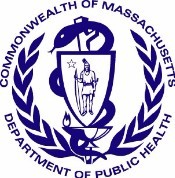 COMMONWEALTH OF MASSACHUSETTS
DEPARTMENT OF PUBLIC HEALTH